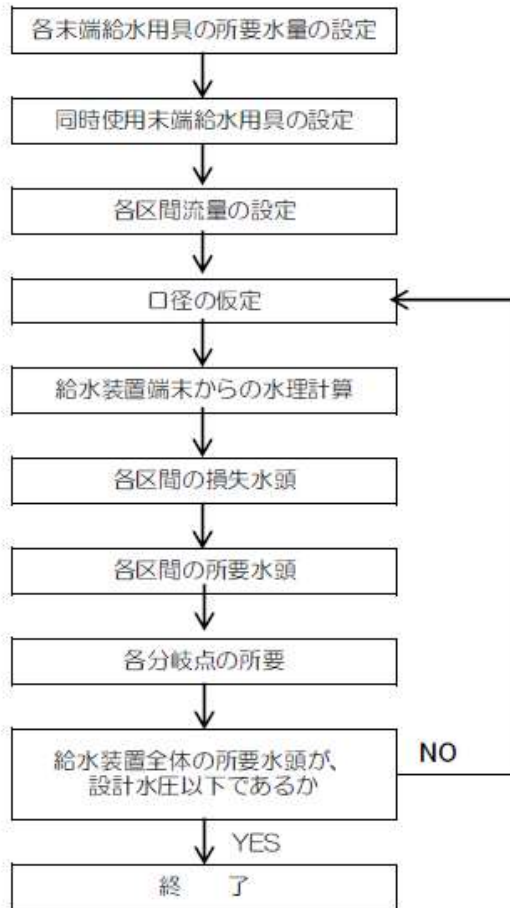 各末端給水用具の所要水量の設定
同時使用末端給水用具の設定
各区間流量の設定
口径の仮定
給水装置端末からの水理計算
各区間の損失水頭
各区間の所要水頭
各分岐点の所要
給水装置全体の所要水頭が、
設計水圧以下であるか
NO
YES
終　了